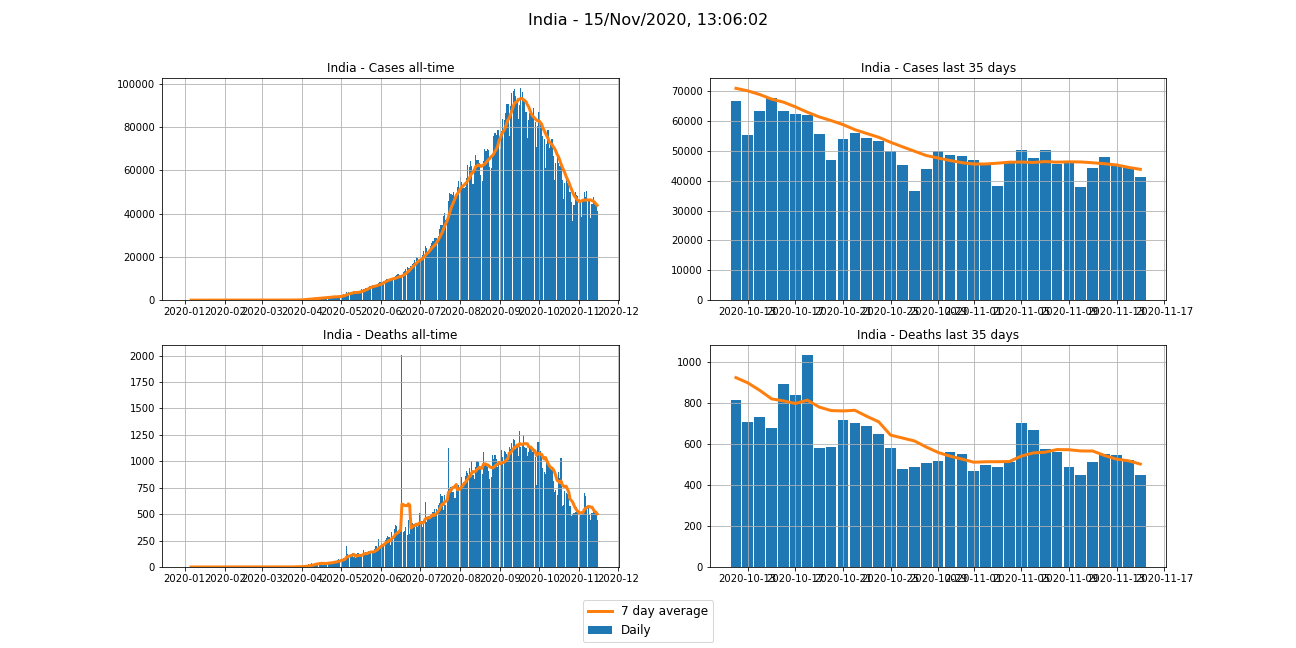 India - 15/Nov/2020, 13:06:02
India - Cases all-time
100000
80000
60000
40000
20000
0
2020-01 2020-02 2020-03 2020-04 2020-05 2020-06 2020-07 2020-08 2020-09 2020-10 2020-11 2020-12
India - Cases last 35 days
70000
60000
50000
40000
30000
20000
10000
0
2020-10-13 2020-10-17 2020-10-21 2020-10-25 2020-10-29 2020-11-01 2020-11-05 2020-11-09 2020-11-13 2020-11-17
India - Deaths all-time
2000
1750
1500
1250
1000
750
500
250
0
2020-01 2020-02 2020-03 2020-04 2020-05 2020-06 2020-07 2020-08 2020-09 2020-10 2020-11 2020-12
India - Deaths last 35 days
1000
800
600
400
200
0
2020-10-13 2020-10-17 2020-10-21 2020-10-25 2020-10-29 2020-11-01 2020-11-05 2020-11-09 2020-11-13 2020-11-17
7 day average
Daily